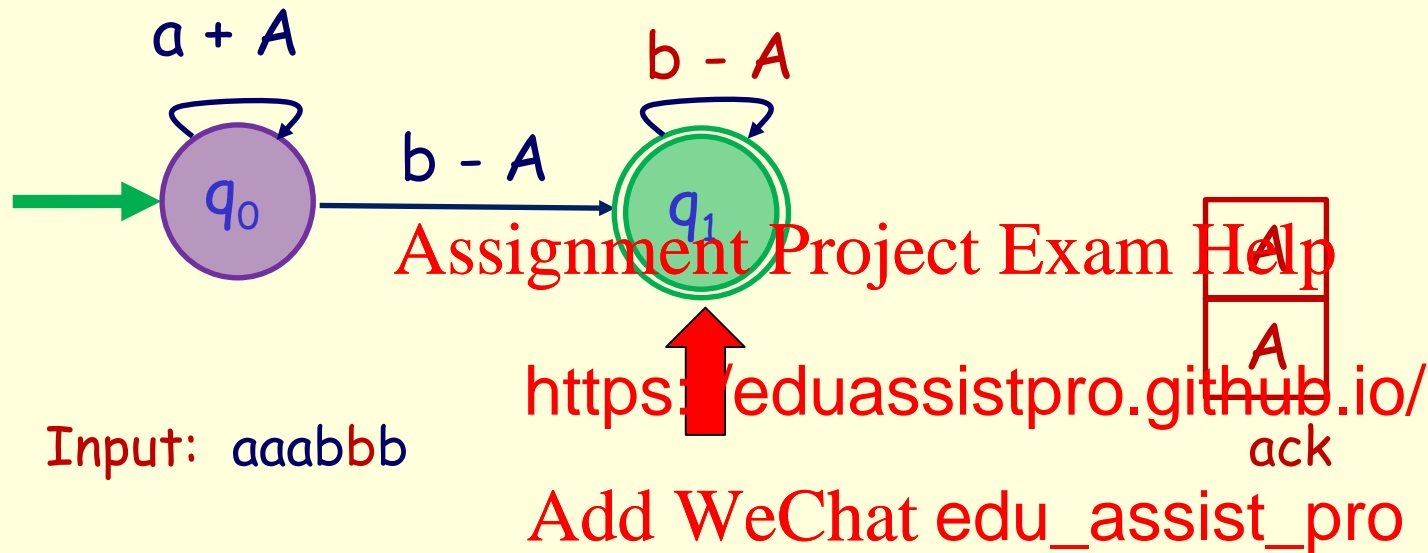 a + A
b - A
b - A
q0
q1
Assignment Project Exam Help
A
A
https://eduassistpro.github.io/
Input: aaabbb
ack
Add WeChat edu_assist_pro